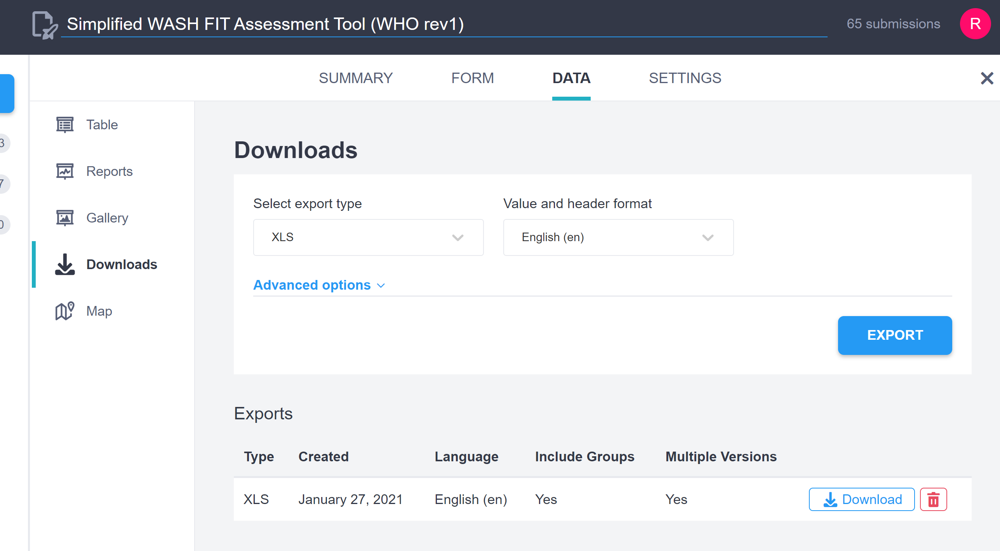 Simplified WASH FIT Assessment Tool (WHO rev1)
65 submissions
R
SUMMARY
FORM
DATA
SETTINGS
3
7
0
Table
Reports
Gallery
Downloads
Map
Downloads
Select export type
Value and header format
XLS
English (en)
Advanced options
EXPORT
Exports
Type Created Language Include Groups Multiple Versions
XLS January 27, 2021 English (en) Yes Yes Download